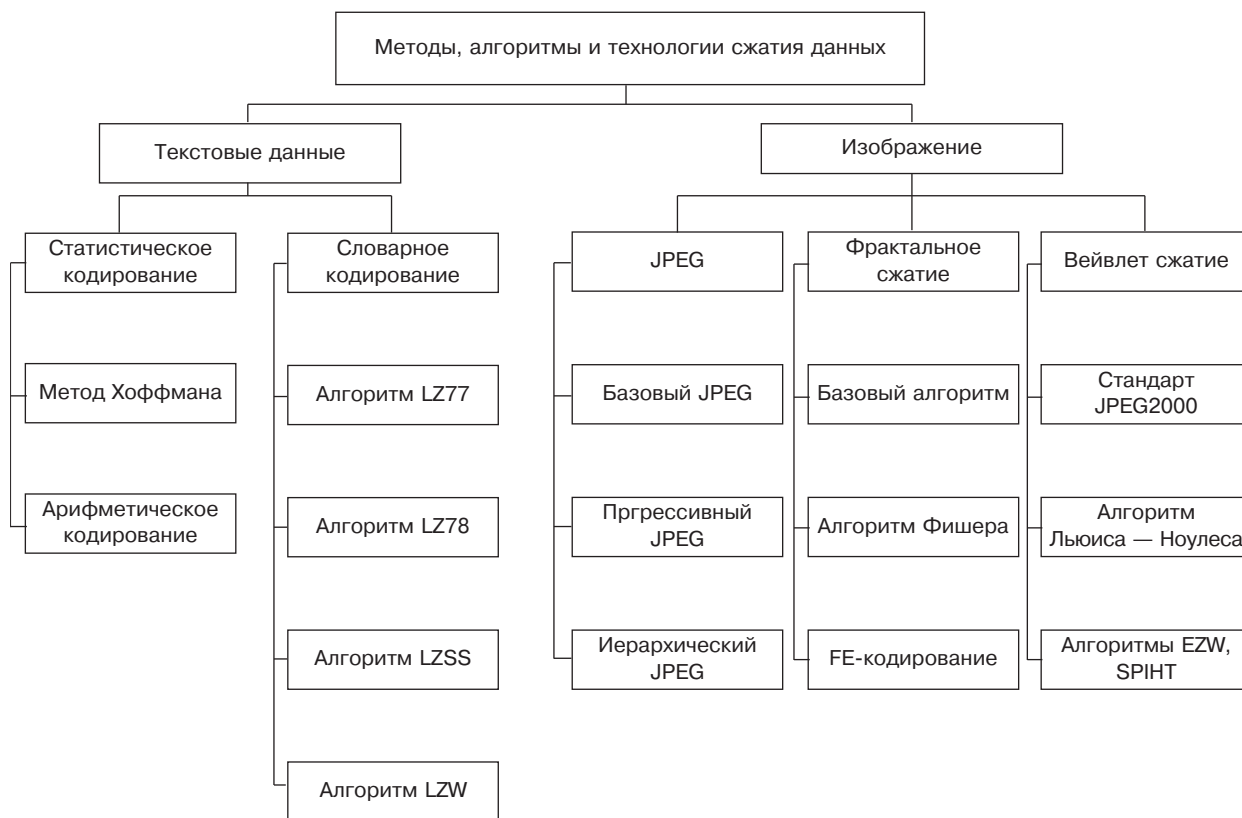 Методы, алгоритмы и технологии сжатия данных
Текстовые данные
Изображение
Статистическое
кодирование
Словарное
кодирование
JPEG
Фрактальное
сжатие
Вейвлет сжатие
Метод Хоффмана
Алгоритм LZ77
Базовый JPEG
Базовый алгоритм
Стандарт
JPEG2000
Арифметическое
кодирование
Алгоритм LZ78
Пргрессивный
JPEG
Алгоритм Фишера
Алгоритм
Льюиса — Ноулеса
Алгоритм LZSS
Иерархический
JPEG
FE-кодирование
Алгоритмы EZW,
SPIHT
Алгоритм LZW